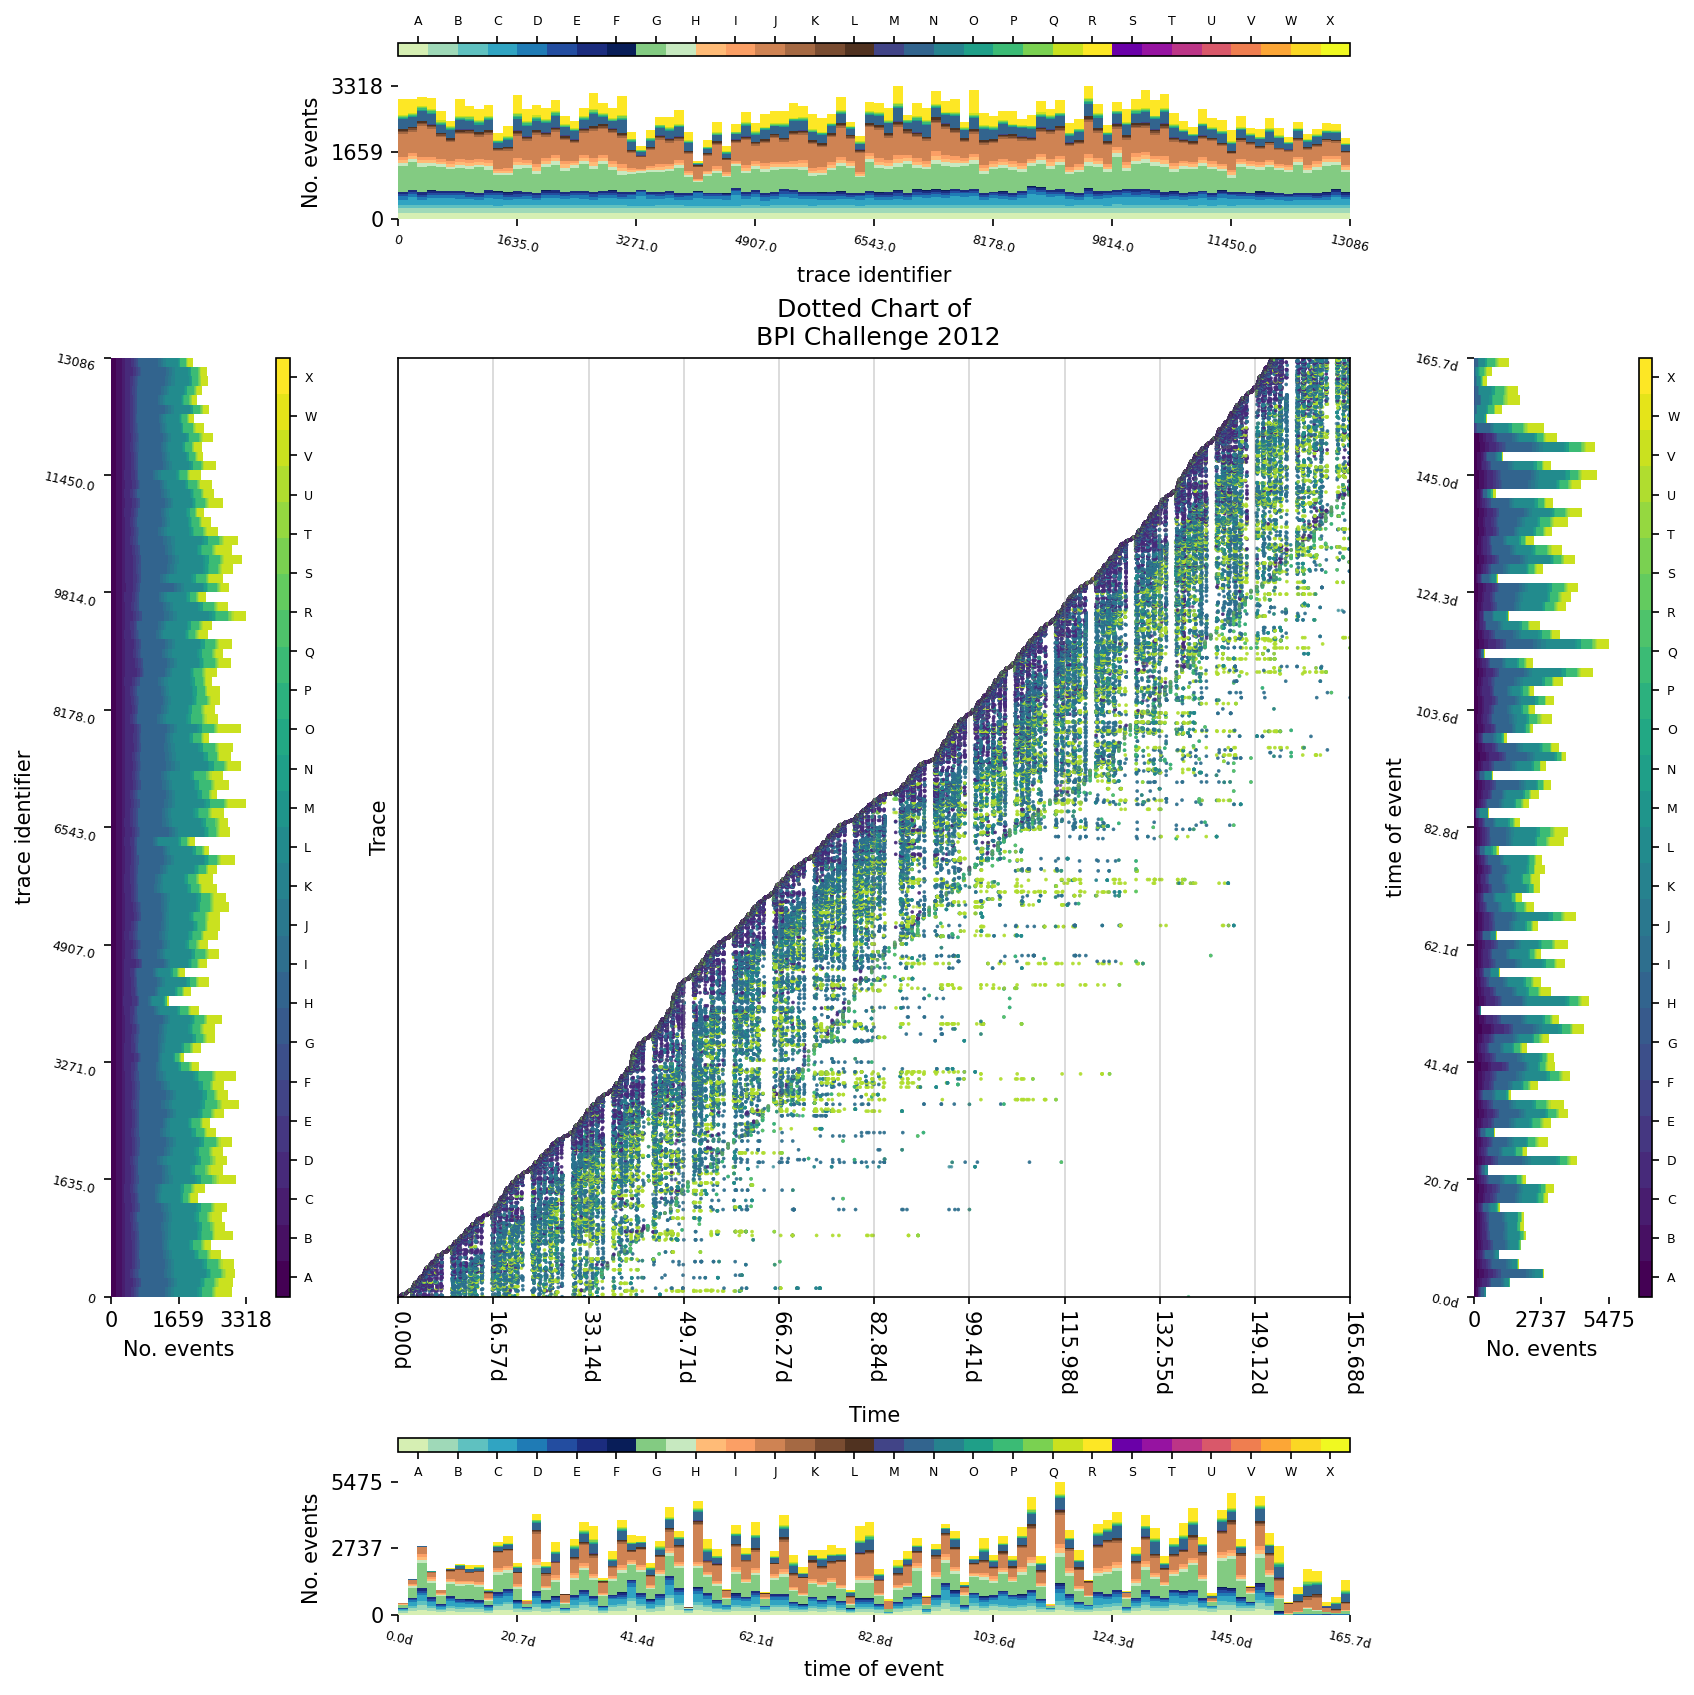 A B C D E F G H I J K L M N O P Q R S T U V W X
3318
1659
0
No. events
0 1635.0 3271.0 4907.0 6543.0 8178.0 9814.0 11450.0 13086
trace identifier
Dotted Chart of
BPI Challenge 2012
13086
11450.0
9814.0
8178.0
6543.0
4907.0
3271.0
1635.0
0
trace identifier
0 1659 3318
No. events
X
W
V
U
T
S
R
Q
P
O
N
M
L
K
J
I
H
G
F
E
D
C
B
A
Trace
0.00d 16.57d 33.14d 49.71d 66.27d 82.84d 99.41d 115.98d 132.55d 149.12d 165.68d
Time
165.7d
145.0d
124.3d
103.6d
82.8d
62.1d
41.4d
20.7d
0.0d
time of event
0 2737 5475
No. events
X
W
V
U
T
S
R
Q
P
O
N
M
L
K
J
I
H
G
F
E
D
C
B
A
A B C D E F G H I J K L M N O P Q R S T U V W X
5475
2737
0
No. events
0.0d 20.7d 41.4d 62.1d 82.8d 103.6d 124.3d 145.0d 165.7d
time of event